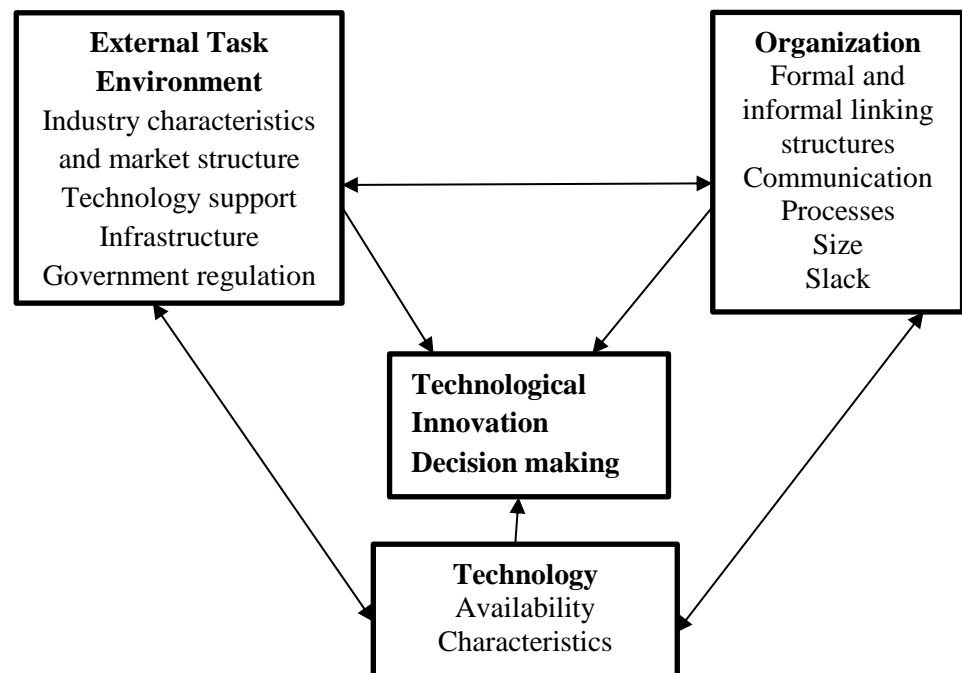 External Task
Environment
Industry characteristics
and market structure
Technology support
Infrastructure
Government regulation
Organization
Formal and
informal linking
structures
Communication
Processes
Size
Slack
Technological
Innovation
Decision making
Technology
Availability
Characteristics